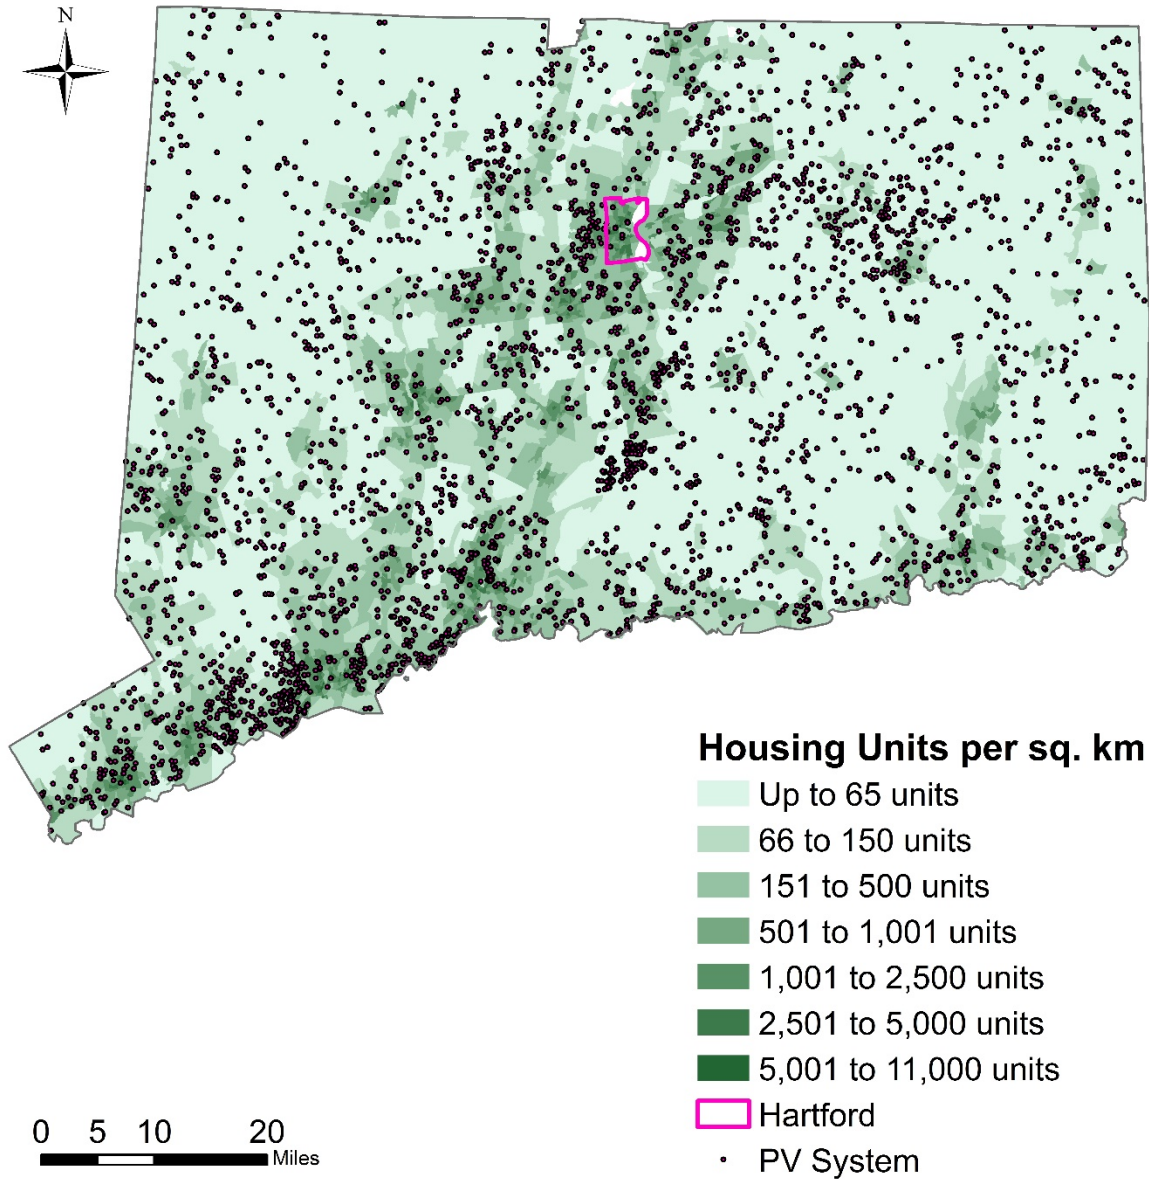 N
Housing Units per sq. km
Up to 65 units
66 to 150 units
151 to 500 units
501 to 1,001 units
1,001 to 2,500 units
2,501 to 5,000 units
5,001 to 11,000 units
Hartford
PV System
0 5 10 20
Miles